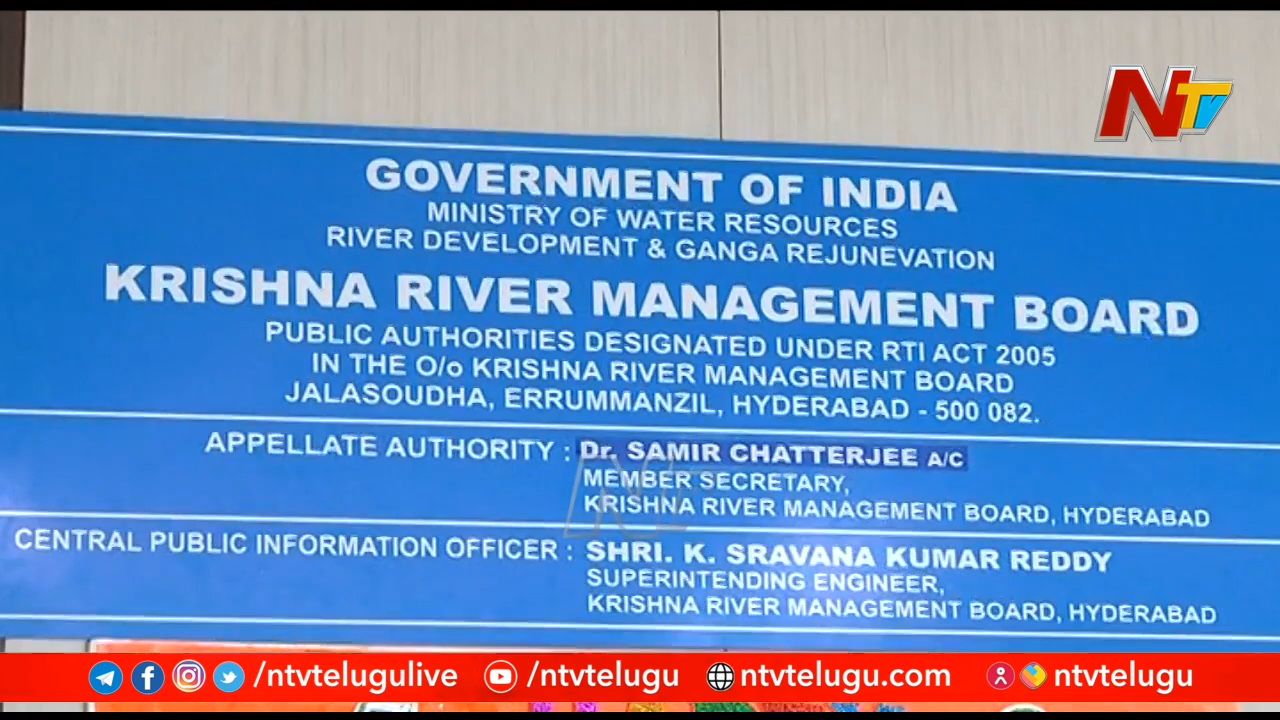 NTV
GOVERNMENT OF INDIA
MINISTRY OF WATER RESOURCES
RIVER DEVELOPMENT & GANGA REJUNEVATION
KRISHNA RIVER MANAGEMENT BOARD
PUBLIC AUTHORITIES DESIGNATED UNDER RTI ACT 2005
IN THE O/o KRISHNA RIVER MANAGEMENT BOARD
JALASOUDHA, ERRUMMANZIL, HYDERABAD - 500 082.
APPELLATE AUTHORITY : Dr. SAMIR CHATTERJEE A/C
MEMBER SECRETARY,
KRISHNA RIVER MANAGEMENT BOARD, HYDERABAD
CENTRAL PUBLIC INFORMATION OFFICER : SHRI. K. SRAVANA KUMAR REDDY
SUPERINTENDING ENGINEER,
KRISHNA RIVER MANAGEMENT BOARD, HYDERABAD
/ntvtelugulive /ntvtelugu ntvtelugu.com ntvtelugu